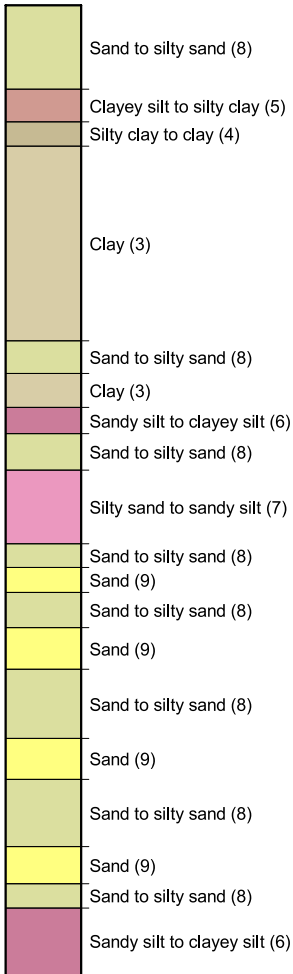 Sand to silty sand (8)
Clayey silt to silty clay (5)
Silty clay to clay (4)
Clay (3)
Sand to silty sand (8)
Clay (3)
Sandy silt to clayey silt (6)
Sand to silty sand (8)
Silty sand to sandy silt (7)
Sand to silty sand (8)
Sand (9)
Sand to silty sand (8)
Sand (9)
Sand to silty sand (8)
Sand (9)
Sand to silty sand (8)
Sand (9)
Sand to silty sand (8)
Sandy silt to clayey silt (6)